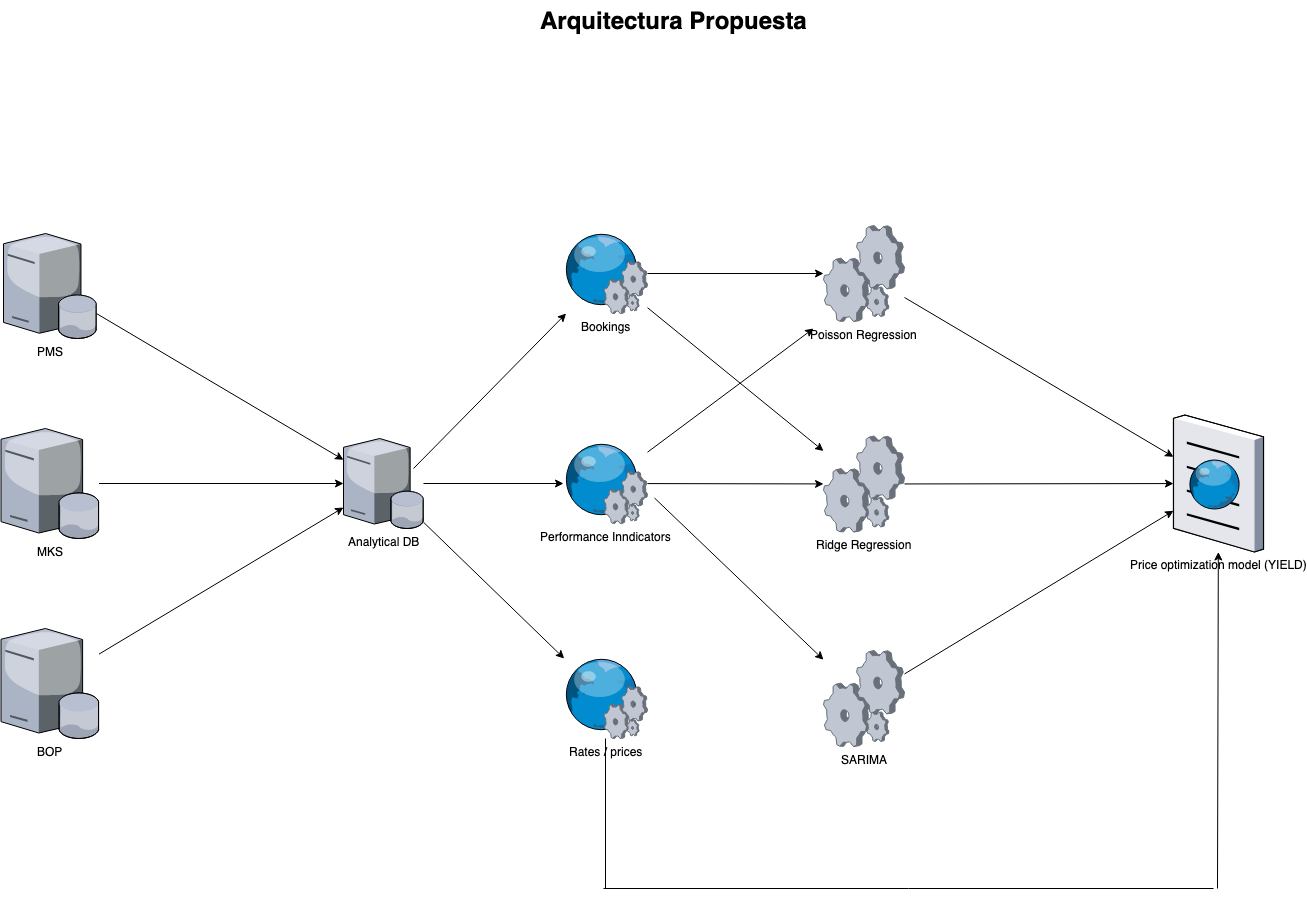 Arquitectura Propuesta
Bookings
Poisson Regression
PMS
Performance Inndicators
Analytical DB
Ridge Regression
MKS
Price optimization model (YIELD)
Rates / prices
BOP
SARIMA